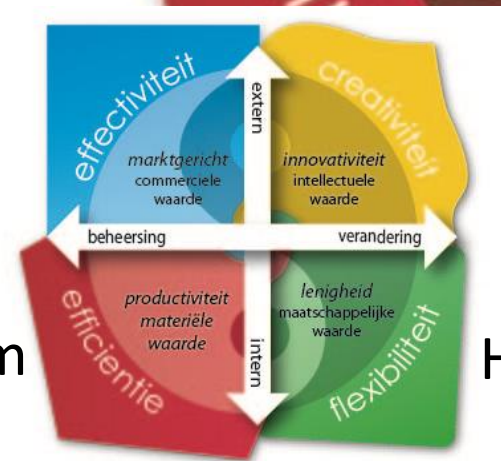 effectiviteit
creativiteit
extern
marktgericht
commerciele
waarde
innovativiteit
intellectuele
waarde
beheersing
verandering
productiviteit
materiële
waarde
lenigheid
maatschappelijke
waarde
intern
efficientie
flexibiliteit
m
H